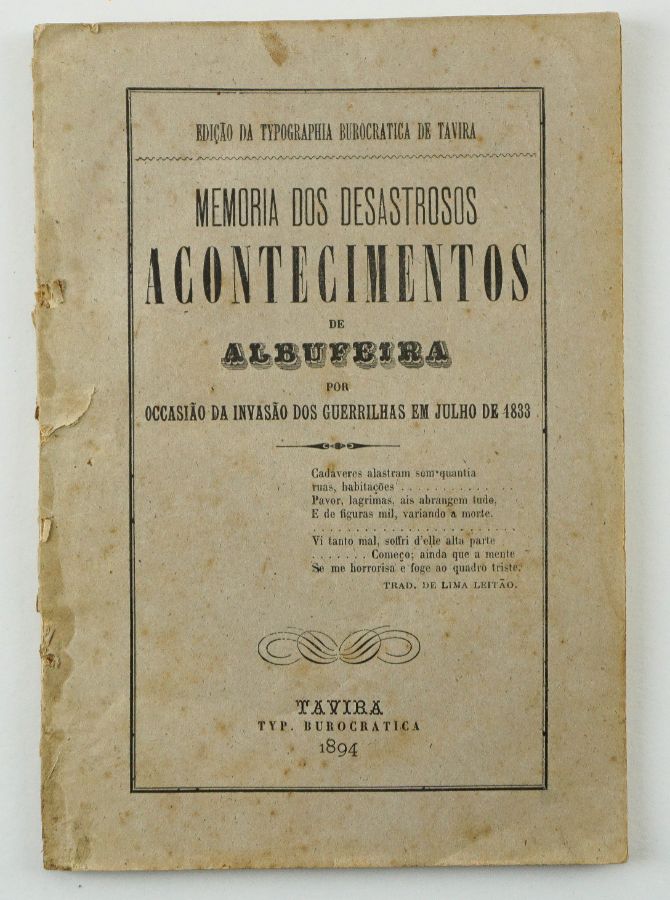 EDIÇÃO DA TYPOGRAPHIA BUROCRATICA DE TAVIRA
MEMORIA DOS DESASTROSOS
ACONTECIMENTOS
DE
ALBUFEIRA
POR
OCCASIÃO DA INVASÃO DOS GUERRILHAS EM JULHO DE 1833
Cadaveres alastram sem quantia
ruas, habitações . . . . . . . . . . .
Pavor, lagrimas, ais abrangem tudo,
E de figuras mil, variando a morte.
. . . . . . . . . . . . . . . . . . . . . . . . .
Vi tanto mal, soffri d'elle alta parte
. . . . . . . Começo; ainda que a mente
Se me horrorisa e foge ao quadro triste.
TRAD. DE LIMA LEITÃO.
TAVIRA
TYP. BUROCRATICA
1894